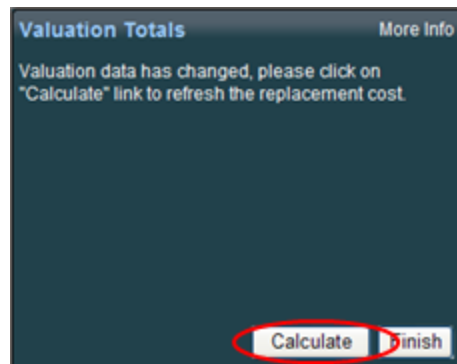 Valuation Totals More Info
Valuation data has changed, please click on
"Calculate" link to refresh the replacement cost.
Calculate Finish